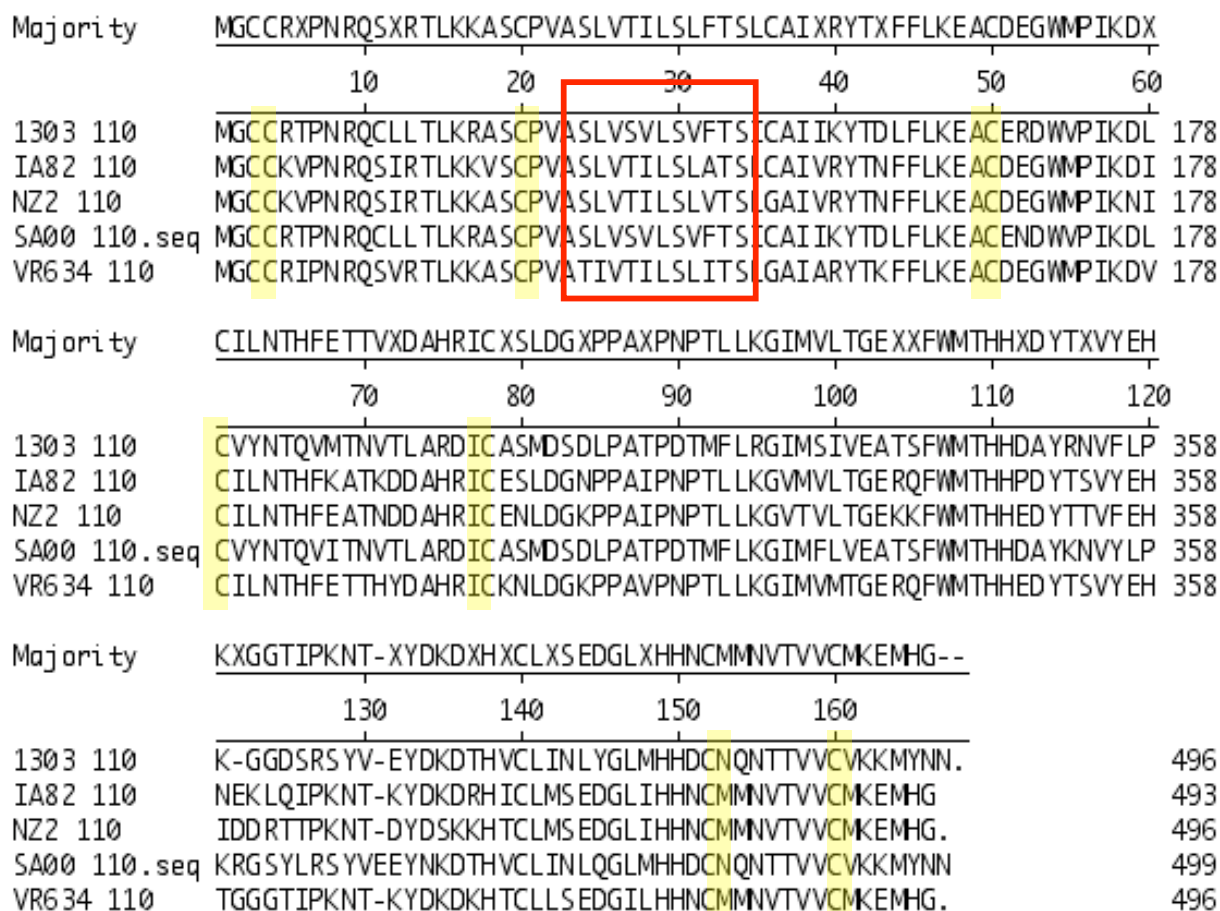 Majority MGCCRXPNRQSXRTLKKASCPVASLVTILSLFTSLCAIXRYTXFFLKEACDEGWMPIKDX
10 20 30 40 50 60
1303 110 MGCCRTPNRQCLLTLKRASCPVASLVSVLSVFTSICAIIKYTDLFLKEACERDWVPIKDL 178
IA82 110 MGCCKVPNRQSIRTLKKVSCPVASLVTILSLATSLCAIVRYTNFFLKEACDEGWMPIKDI 178
NZ2 110 MGCCKVPNRQSIRTLKKASCPVASLVTILSLVTSLGAIVRYTNFFLKEACDEGWMPIKNI 178
SA00 110.seq MGCCRTPNRQCLLTLKRASCPVASLVSVLSVFTSICAIIKYTDLFLKEACENDWVPIKDL 178
VR634 110 MGCCRIPNRQSVRTLKKASCPVATIVTILSLITSLGAIARYTKFFLKEACDEGWMPIKDV 178
Majority CILNTHFETTVXDAHRICXSLDGXPPAXPNPTLLKGIMVLTGEXXFWMTHHXDYTXVYEH
70 80 90 100 110 120
1303 110 CVYNTQVMTNVTLARDICASMDSDLPATPDTMFLRGIMSIVEATSFWMTHHDAYRNVFLP 358
IA82 110 CILNTHFKATKDDAHRICESLDGNPPAIPNPTLLKGVMVLTGERQFWMTHHPDYTSVYEH 358
NZ2 110 CILNTHFEATNDDAHRICENLDGKPPAIPNPTLLKGVTVLTGEKKFWMTHHEDYTTVFEH 358
SA00 110.seq CVYNTQVITNVTLARDICASMDSDLPATPDTMFLKGIMFLVEATSFWMTHHDAYKNVYLP 358
VR634 110 CILNTHFETTHYDAHRICKNLDGKPPAVPNPTLLKGIMVMTGERQFWMTHHEDYTSVYEH 358
Majority KXGGTIPKNT-XYDKDXHXCLXSEDGLXHHNCMMNVTVVCMKEMHG--
130 140 150 160
1303 110 K-GGDSRSYV-EYDKDTHVCLINLYGLMHHDCNQNTTVVCVKKMYNN. 496
IA82 110 NEKLQIPKNT-KYDKDRHICLMSEDGLIHHNCMMNVTVVCMKEMHG 493
NZ2 110 IDDRTTPKNT-DYDSKKHTCLMSEDGLIHHNCMMNVTVVCMKEMHG. 496
SA00 110.seq KRGSYLRSYVEEYNKDTHVCLINLQGLMHHDCNQNTTVVCVKKMYNN 499
VR634 110 TGGGTIPKNT-KYDKDKHTCLLSEDGILHHNCMMNVTVVCMKEMHG. 496